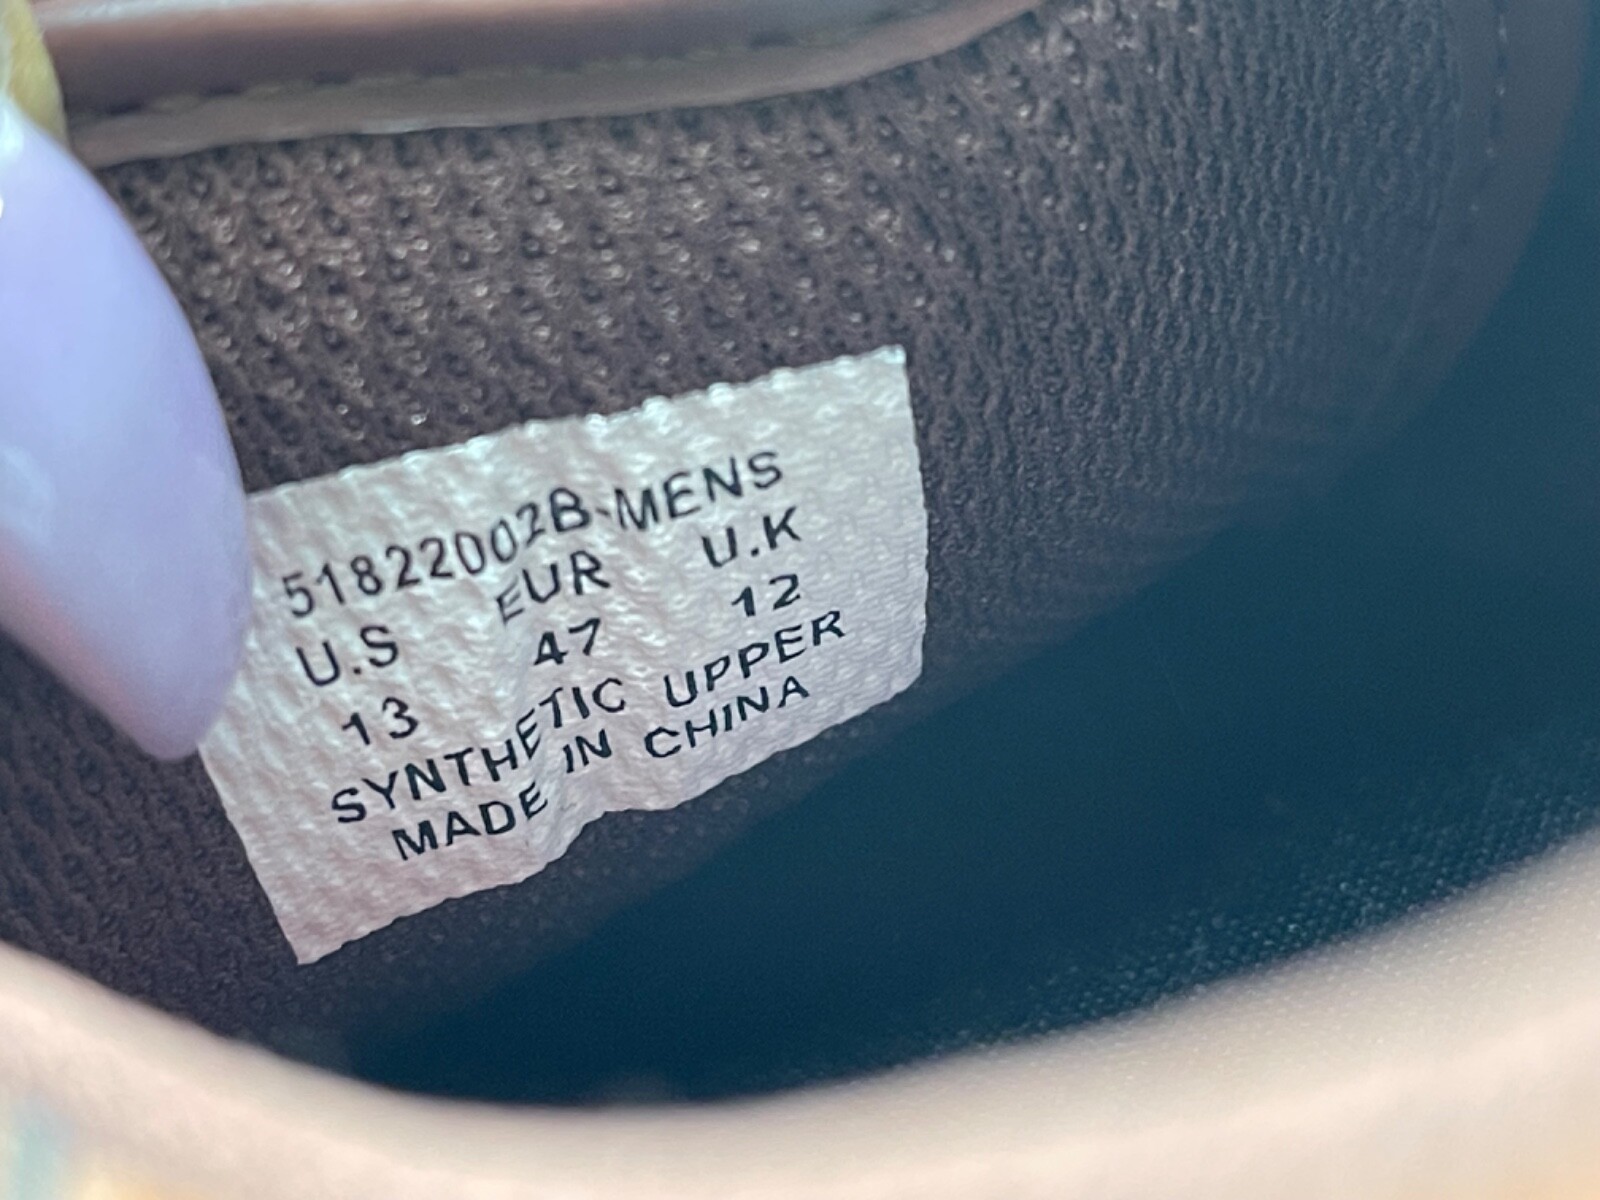 51822002B-MENS
U.S EUR U.K
13 47 12
SYNTHETIC UPPER
MADE IN CHINA